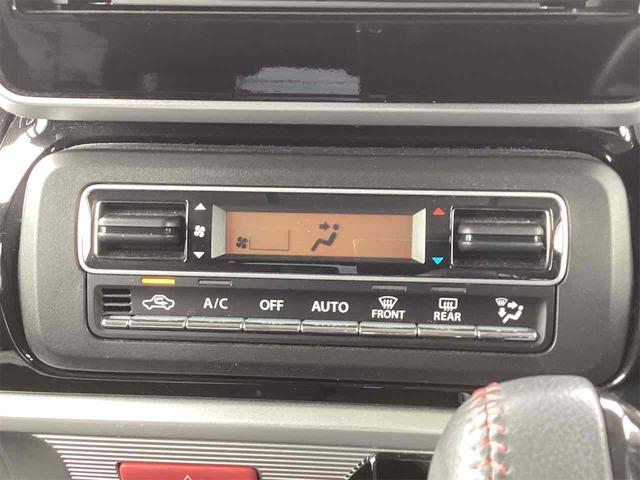 A/C OFF AUTO FRONT REAR